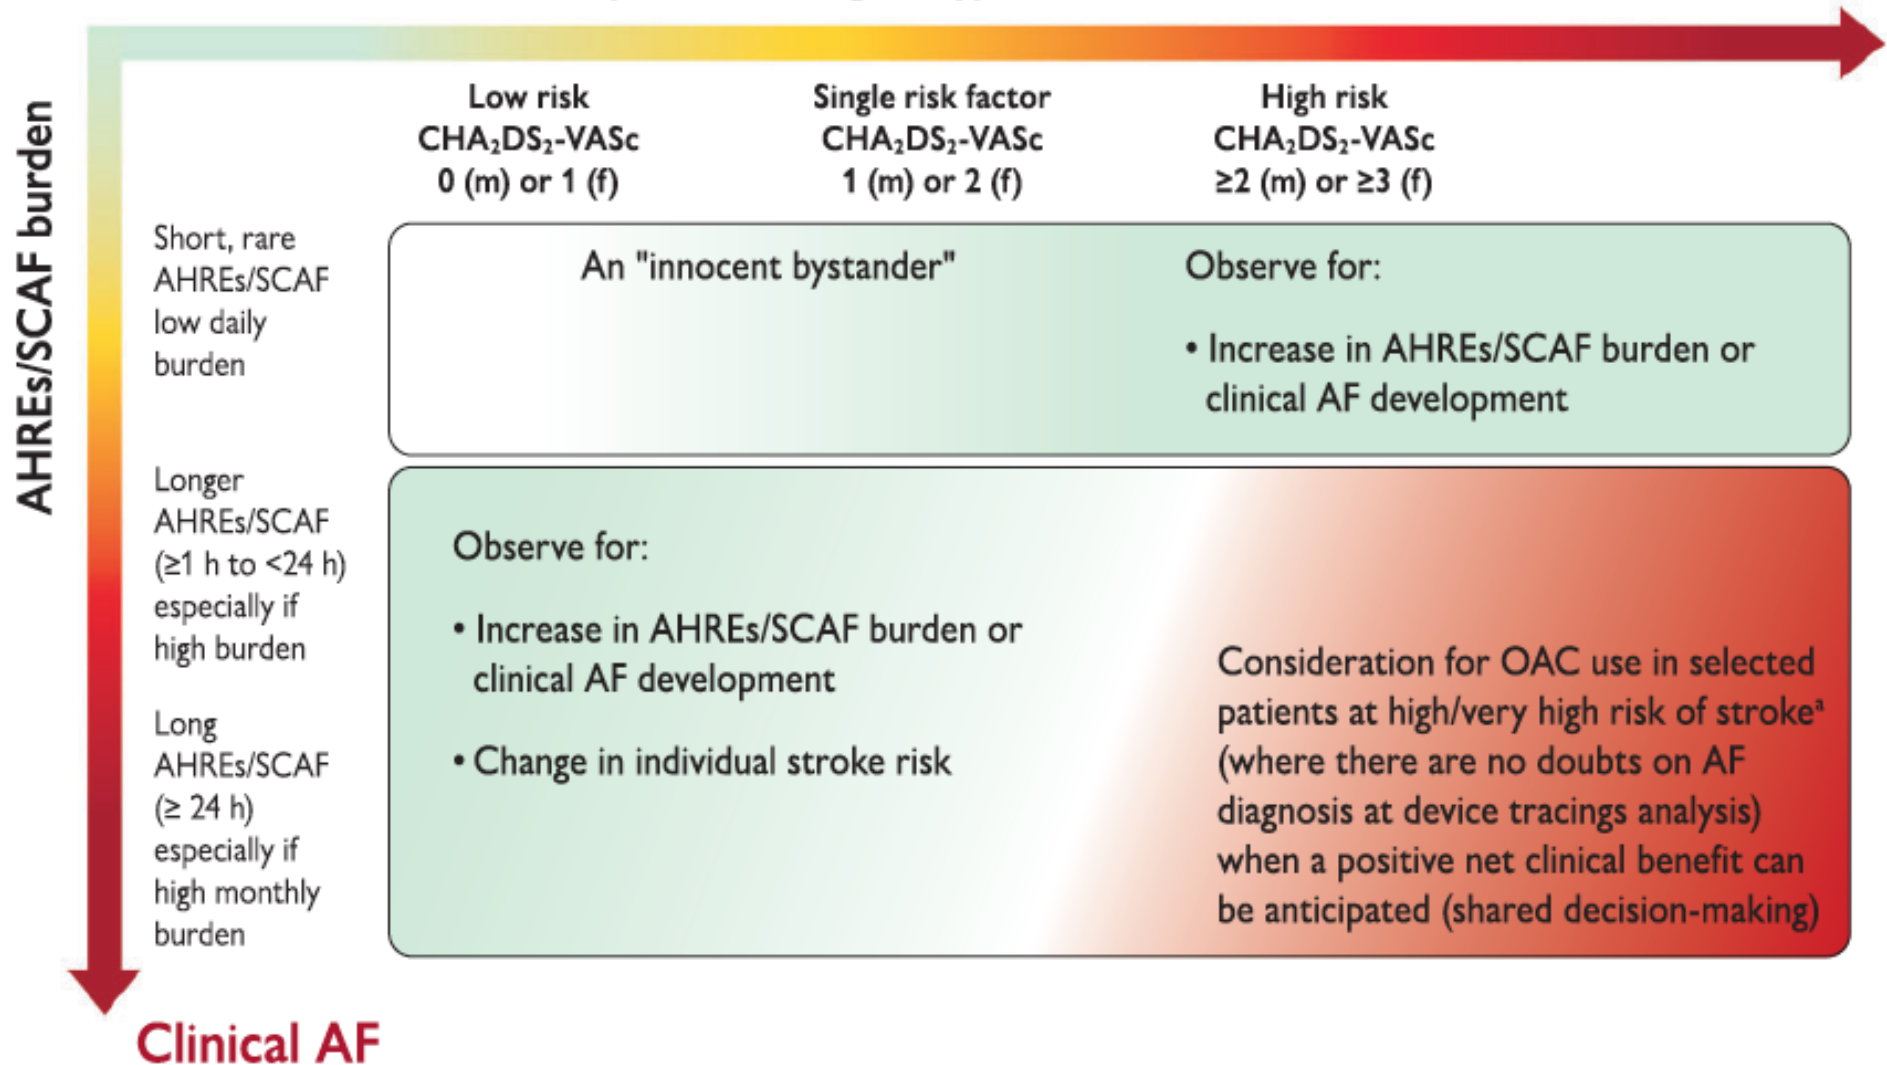 Low risk
CHA₂DS₂-VASc
0 (m) or 1 (f)
Single risk factor
CHA₂DS₂-VASc
1 (m) or 2 (f)
High risk
CHA₂DS₂-VASc
≥2 (m) or ≥3 (f)
AHREs/SCAF burden
Short, rare
AHREs/SCAF
low daily
burden
An "innocent bystander"
Observe for:
• Increase in AHREs/SCAF burden or
clinical AF development
Longer
AHREs/SCAF
(≥1 h to <24 h)
especially if
high burden
Long
AHREs/SCAF
(≥ 24 h)
especially if
high monthly
burden
Observe for:
• Increase in AHREs/SCAF burden or
clinical AF development
• Change in individual stroke risk
Consideration for OAC use in selected
patients at high/very high risk of strokeᵃ
(where there are no doubts on AF
diagnosis at device tracings analysis)
when a positive net clinical benefit can
be anticipated (shared decision-making)
Clinical AF